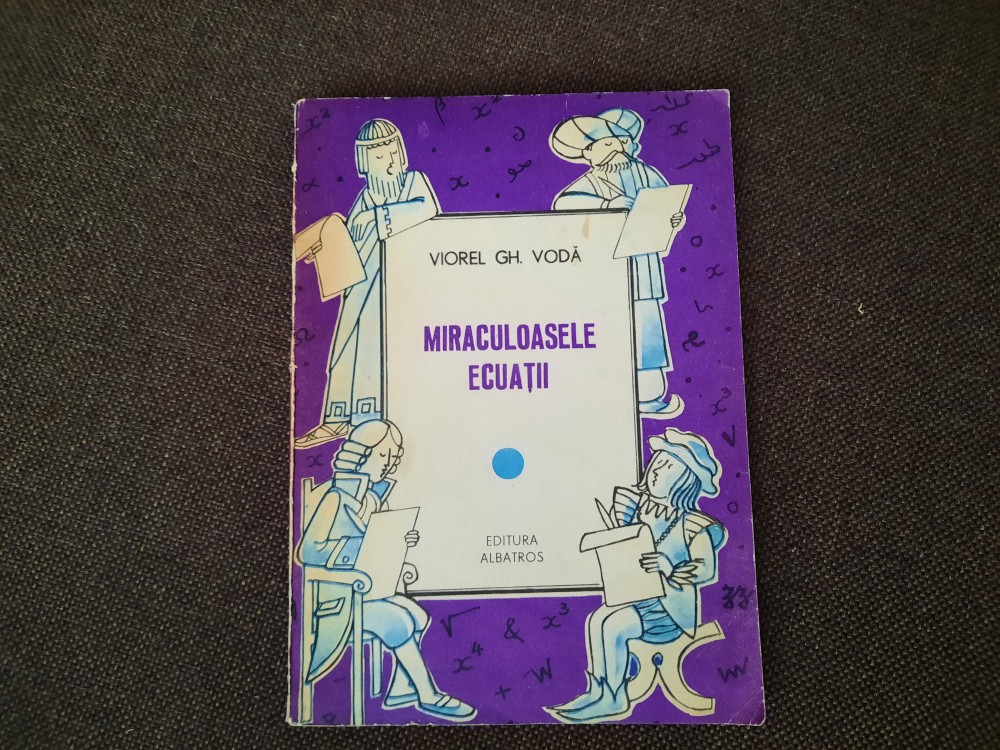 VIOREL GH. VODĂ
MIRACULOASELE
ECUAȚII
EDITURA
ALBATROS